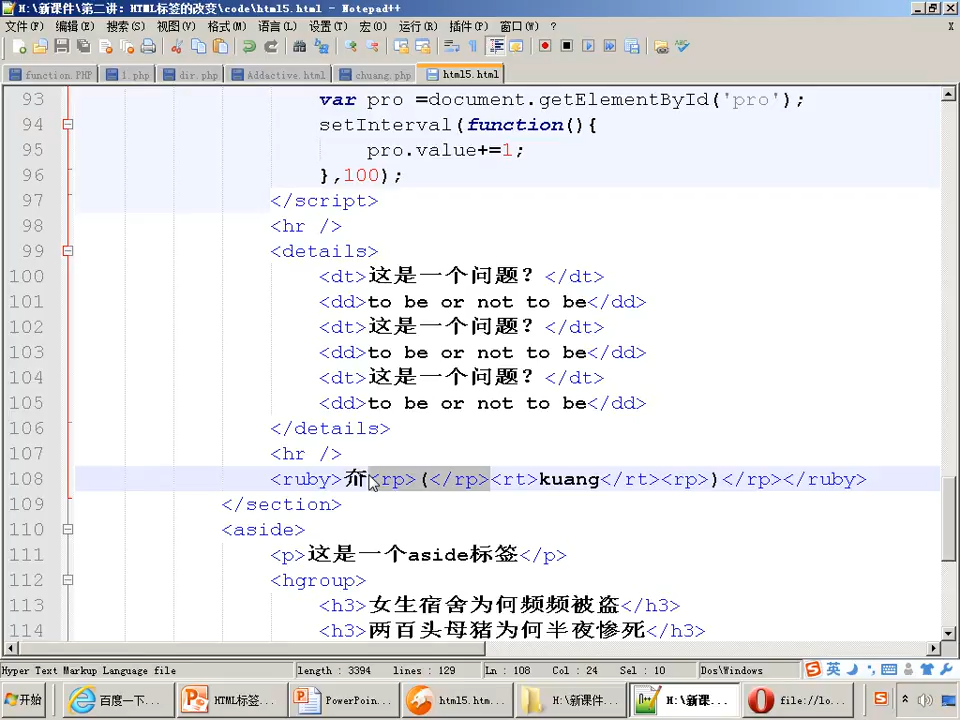 H:\新课件\第二讲：HTML标签的改变\code\html5.html - Notepad++
文件(F) 编辑(E) 搜索(S) 视图(V) 格式(M) 语言(L) 设置(T) 宏(O) 运行(R) 插件(P) 窗口(W) ? X
function.PHP 1.php dir.php Addactive.html chuang.php html5.html
93 var pro =document.getElementById('pro');
94 setInterval(function(){
95 pro.value+=1;
96 },100);
97 </script>
98 <hr />
99 <details>
100 <dt>这是一个问题？</dt>
101 <dd>to be or not to be</dd>
102 <dt>这是一个问题？</dt>
103 <dd>to be or not to be</dd>
104 <dt>这是一个问题？</dt>
105 <dd>to be or not to be</dd>
106 </details>
107 <hr />
108 <ruby>夼<rp>(</rp><rt>kuang</rt><rp>)</rp></ruby>
109 </section>
110 <aside>
111 <p>这是一个aside标签</p>
112 <hgroup>
113 <h3>女生宿舍为何频频被盗</h3>
114 <h3>两百头母猪为何半夜惨死</h3>
Hyper Text Markup Language file length : 3394 lines : 129 Ln : 108 Col : 24 Sel : 10 Dos\Windows 英
开始 百度一下... HTML标签... PowerPoin... html5.htm... H:\新课件... H:\新课... file://lo...